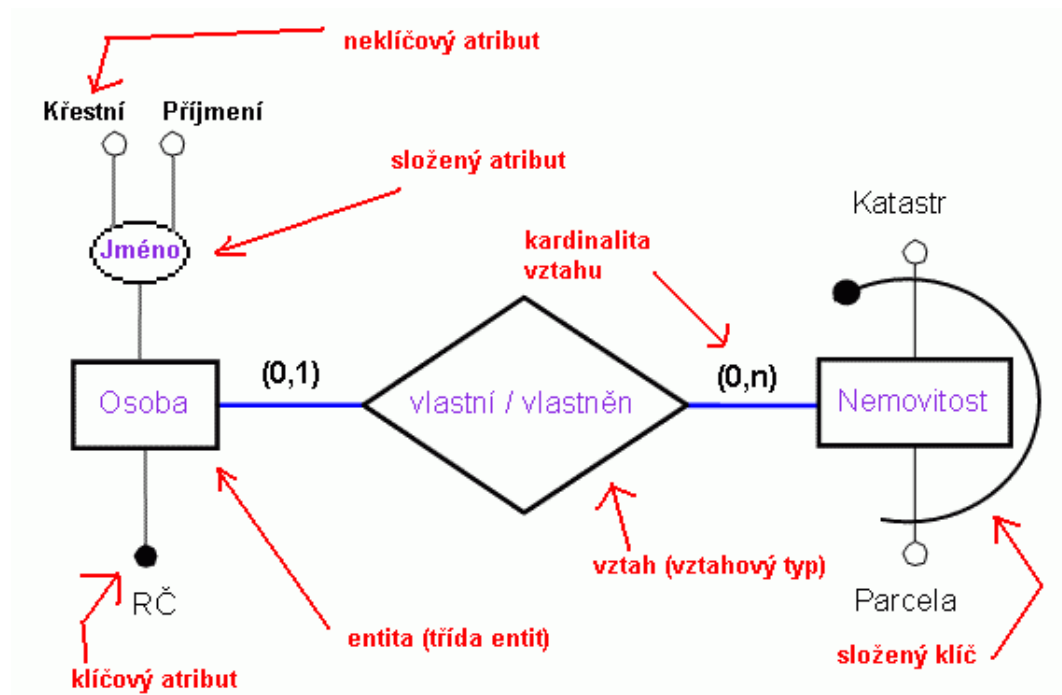 neklíčový atribut
Křestní Příjmení
složený atribut
Jméno
Katastr
kardinalita
vztahu
(0,1)
(0,n)
Osoba
vlastní / vlastněn
Nemovitost
vztah (vztahový typ)
RČ
Parcela
entita (třída entit)
složený klíč
klíčový atribut